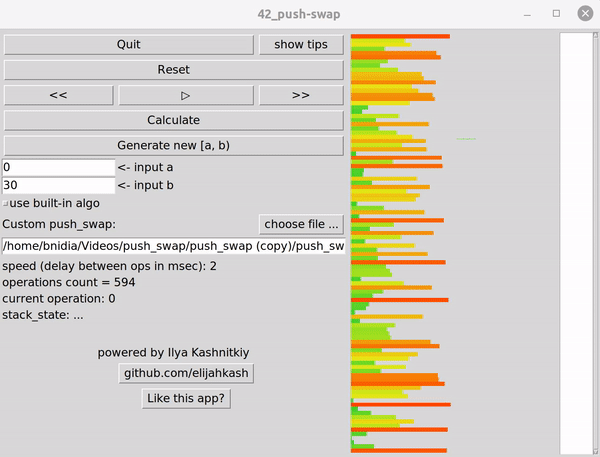 42_push-swap
Quit
show tips
Reset
<<
▷
>>
Calculate
Generate new [a, b)
0 <- input a
30 <- input b
use built-in algo
Custom push_swap:
choose file ...
/home/bnidia/Videos/push_swap/push_swap (copy)/push_sw
speed (delay between ops in msec): 2
operations count = 594
current operation: 0
stack_state: ...
powered by Ilya Kashnitkiy
github.com/elijahkash
Like this app?